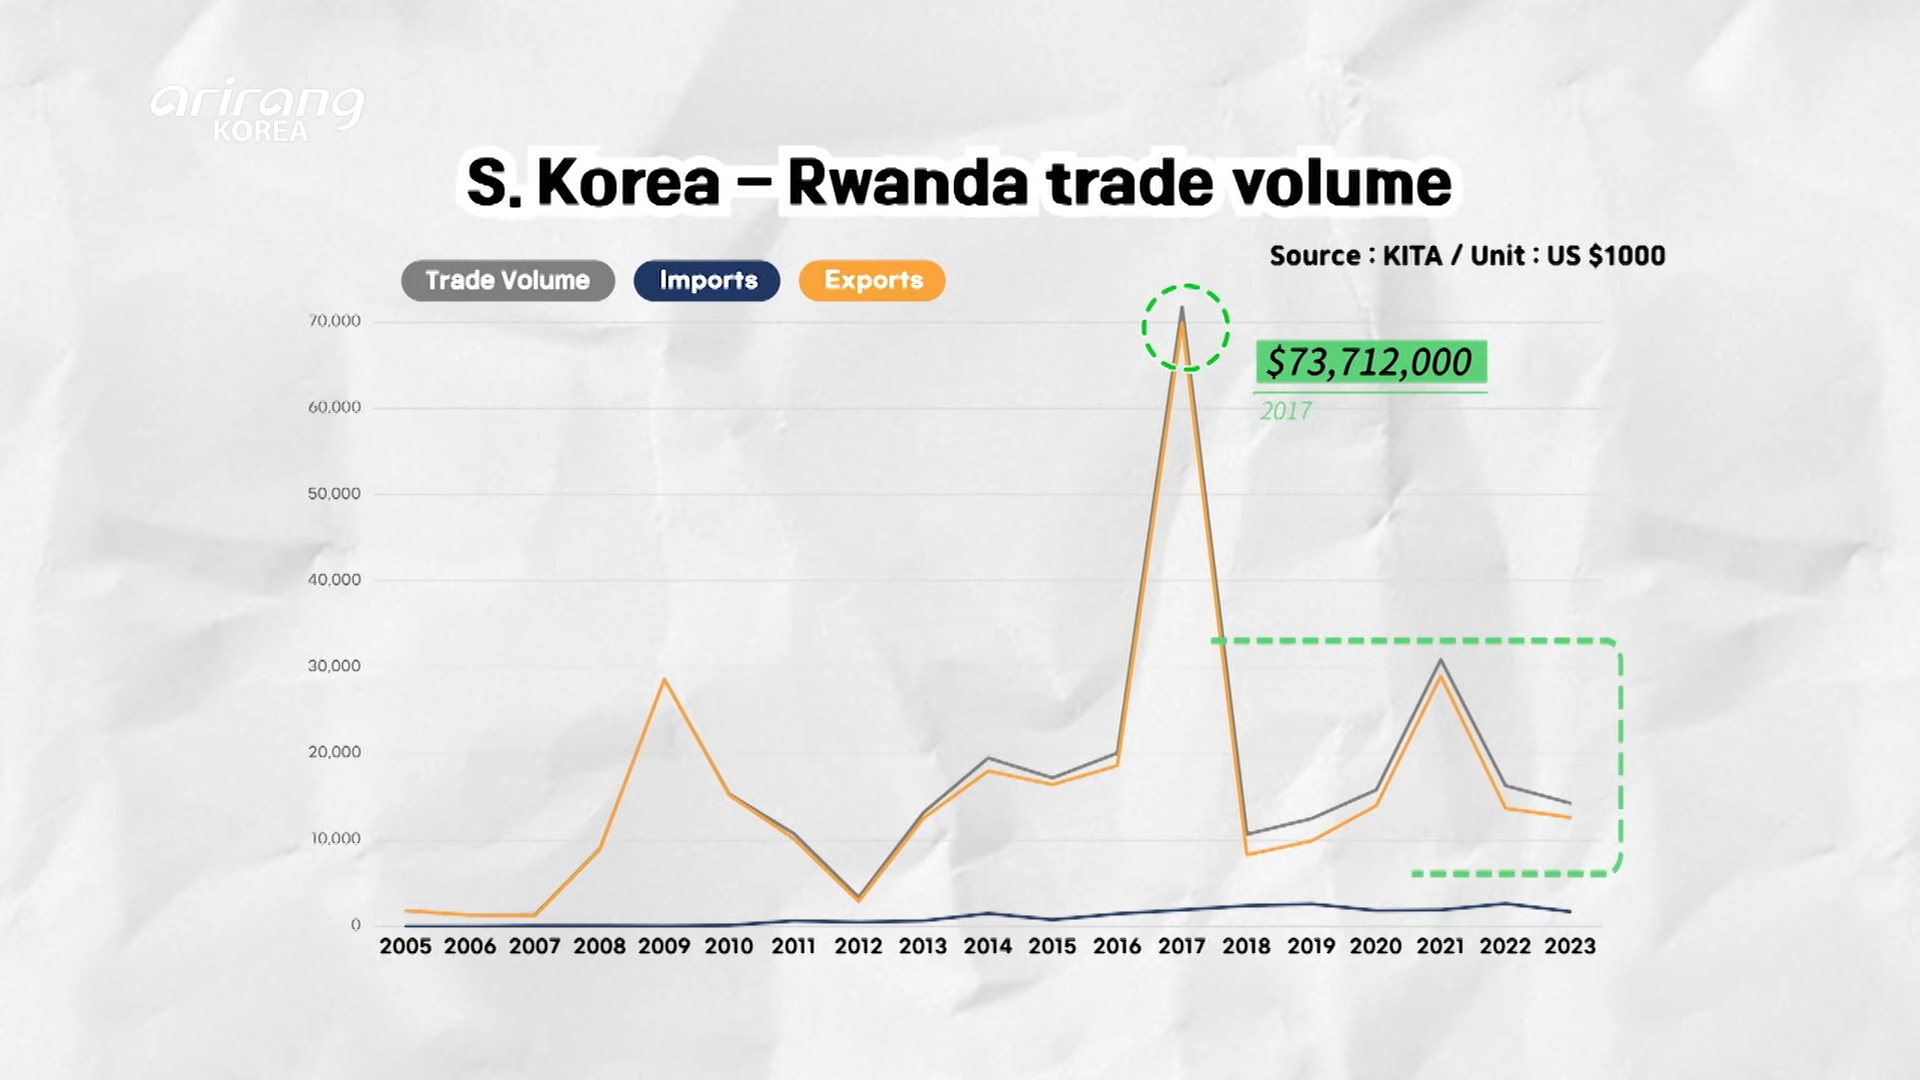 arirang
KOREA
S. Korea – Rwanda trade volume
Source : KITA / Unit : US $1000
Trade Volume Imports Exports
70,000
$73,712,000
60,000
2017
50,000
40,000
30,000
20,000
10,000
0
2005 2006 2007 2008 2009 2010 2011 2012 2013 2014 2015 2016 2017 2018 2019 2020 2021 2022 2023